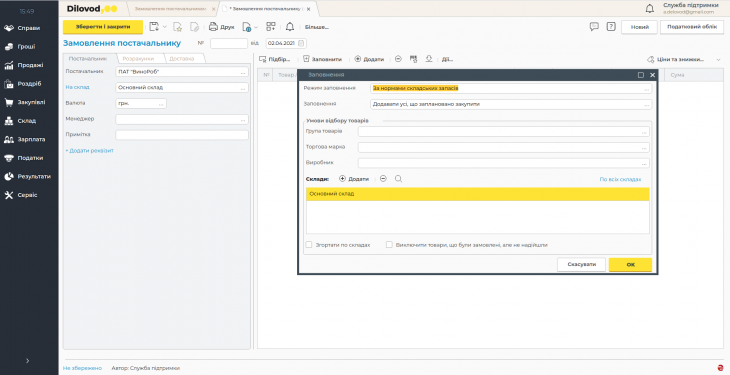 15:49
Справи
Гроші
Продажі
Роздріб
Закупівлі
Склад
Зарплата
Податки
Результати
Сервіс
Dilovod
Замовлення постачальникам
* Замовлення постачальнику
Служба підтримки
Зберегти і закрити
Друк
Більше...
Новий
Податковий облік
Замовлення постачальнику
№
від
02.04.2021
Постачальник
Розрахунки
Доставка
Постачальник
ПАТ "ВиноРоб"
На склад
Основний склад
Валюта
грн.
Менеджер
Примітка
+ Додати реквізит
Підбір...
Заповнити
Додати
Дії...
Ціни та знижки...
№
Товар
Сума
Заповнення
Режим заповнення
За нормами складських запасів
Заповнення
Додавати усі, що заплановано закупити
Умови відбору товарів
Група товарів
Торгова марка
Виробник
Склади:
Додати
По всіх складах
Основний склад
Згортати по складах
Виключити товари, що були замовлені, але не надійшли
Скасувати
ОК
Не збережено
Автор: Служба підтримки